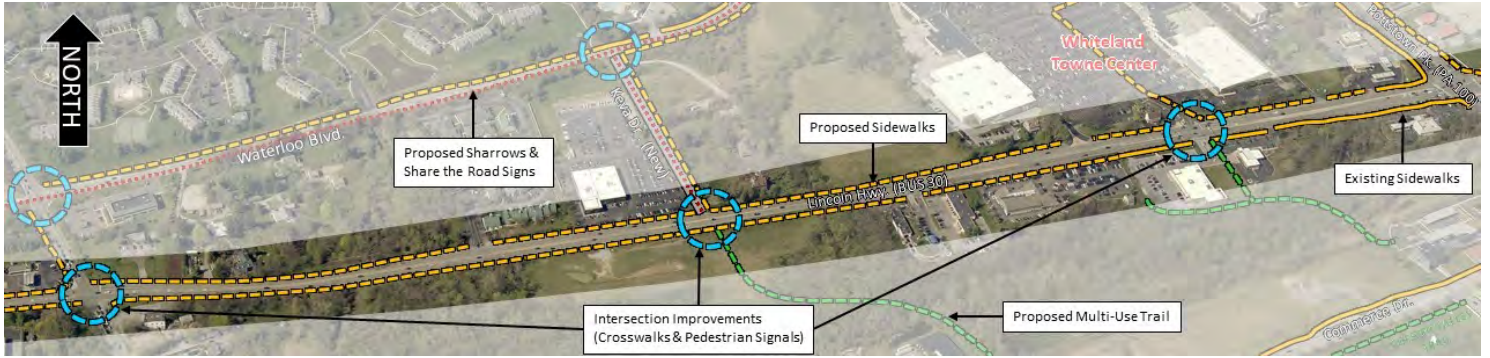 NORTH
Waterloo Blvd.
Proposed Sharrows &
Share the Road Signs
Keva Dr. (New)
Proposed Sidewalks
Whiteland
Towne Center
Pottstown Pk. (PA 100)
Lincoln Hwy. (BUS 30)
Existing Sidewalks
Intersection Improvements
(Crosswalks & Pedestrian Signals)
Proposed Multi-Use Trail
Commerce Dr.